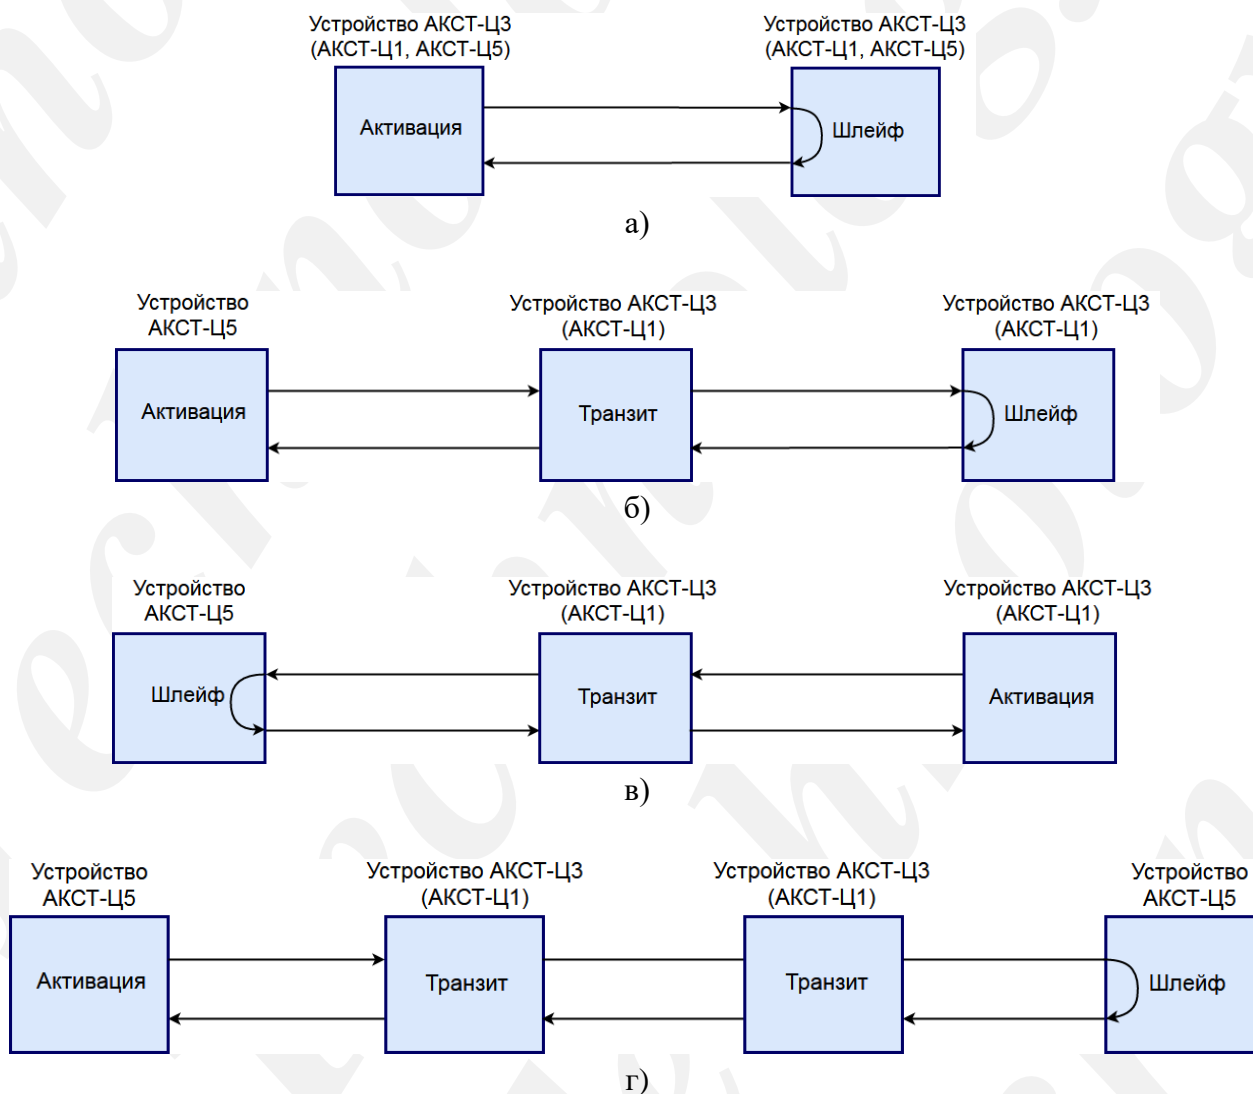 Устройство АКСТ-Ц3
(АКСТ-Ц1, АКСТ-Ц5)
Устройство АКСТ-Ц3
(АКСТ-Ц1, АКСТ-Ц5)
Активация
Шлейф
а)
Устройство
АКСТ-Ц5
Устройство АКСТ-Ц3
(АКСТ-Ц1)
Устройство АКСТ-Ц3
(АКСТ-Ц1)
Активация
Транзит
Шлейф
б)
Устройство
АКСТ-Ц5
Устройство АКСТ-Ц3
(АКСТ-Ц1)
Устройство АКСТ-Ц3
(АКСТ-Ц1)
Шлейф
Транзит
Активация
в)
Устройство
АКСТ-Ц5
Устройство АКСТ-Ц3
(АКСТ-Ц1)
Устройство АКСТ-Ц3
(АКСТ-Ц1)
Устройство
АКСТ-Ц5
Активация
Транзит
Транзит
Шлейф
г)